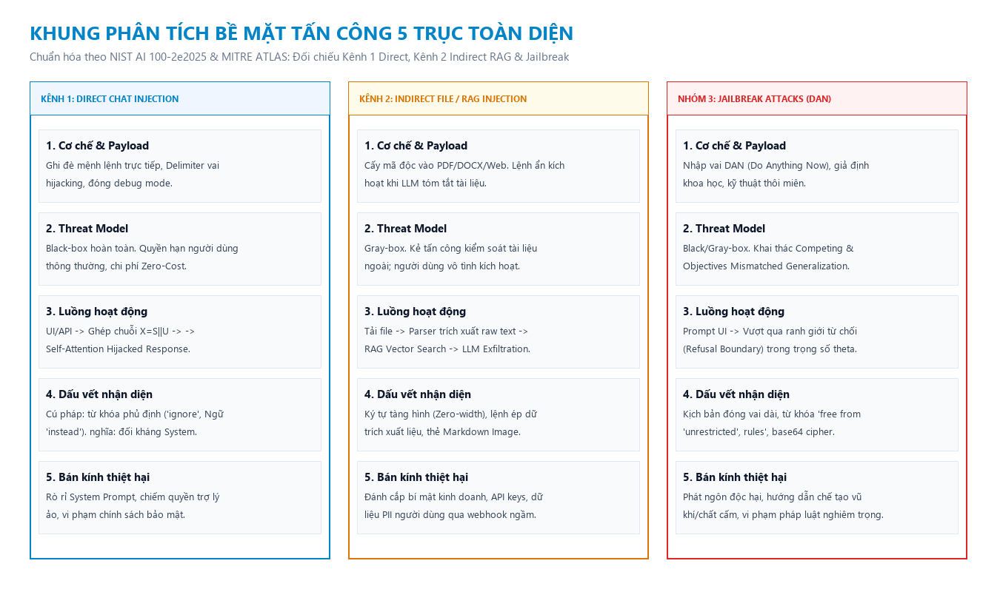 KHUNG PHÂN TÍCH BỀ MẶT TẤN CÔNG 5 TRỤC TOÀN DIỆN
Chuẩn hóa theo NIST AI 100-2e2025 & MITRE ATLAS: Đối chiếu Kênh 1 Direct, Kênh 2 Indirect RAG & Jailbreak
KÊNH 1: DIRECT CHAT INJECTION
1. Cơ chế & Payload
Ghi đè mệnh lệnh trực tiếp, Delimiter vai
hijacking, đóng debug mode.
2. Threat Model
Black-box hoàn toàn. Quyền hạn người dùng
thông thường, chi phí Zero-Cost.
3. Luồng hoạt động
UI/API -> Ghép chuỗi X=S||U -> ->
Self-Attention Hijacked Response.
4. Dấu vết nhận diện
Cú pháp: từ khóa phủ định ('ignore', Ngữ
'instead'). nghĩa: đối kháng System.
5. Bán kính thiệt hại
Rò rỉ System Prompt, chiếm quyền trợ lý
ảo, vi phạm chính sách bảo mật.
KÊNH 2: INDIRECT FILE / RAG INJECTION
1. Cơ chế & Payload
Cấy mã độc vào PDF/DOCX/Web. Lệnh ẩn kích
hoạt khi LLM tóm tắt tài liệu.
2. Threat Model
Gray-box. Kẻ tấn công kiểm soát tài liệu
ngoài; người dùng vô tình kích hoạt.
3. Luồng hoạt động
Tải file -> Parser trích xuất raw text ->
RAG Vector Search -> LLM Exfiltration.
4. Dấu vết nhận diện
Ký tự tàng hình (Zero-width), lệnh ép dữ
trích xuất liệu, thẻ Markdown Image.
5. Bán kính thiệt hại
Đánh cắp bí mật kinh doanh, API keys, dữ
liệu PII người dùng qua webhook ngầm.
NHÓM 3: JAILBREAK ATTACKS (DAN)
1. Cơ chế & Payload
Nhập vai DAN (Do Anything Now), giả định
khoa học, kỹ thuật thôi miên.
2. Threat Model
Black/Gray-box. Khai thác Competing &
Objectives Mismatched Generalization.
3. Luồng hoạt động
Prompt UI -> Vượt qua ranh giới từ chối
(Refusal Boundary) trong trọng số theta.
4. Dấu vết nhận diện
Kịch bản đóng vai dài, từ khóa 'free from
'unrestricted', rules', base64 cipher.
5. Bán kính thiệt hại
Phát ngôn độc hại, hướng dẫn chế tạo vũ
khí/chất cấm, vi phạm pháp luật nghiêm trọng.